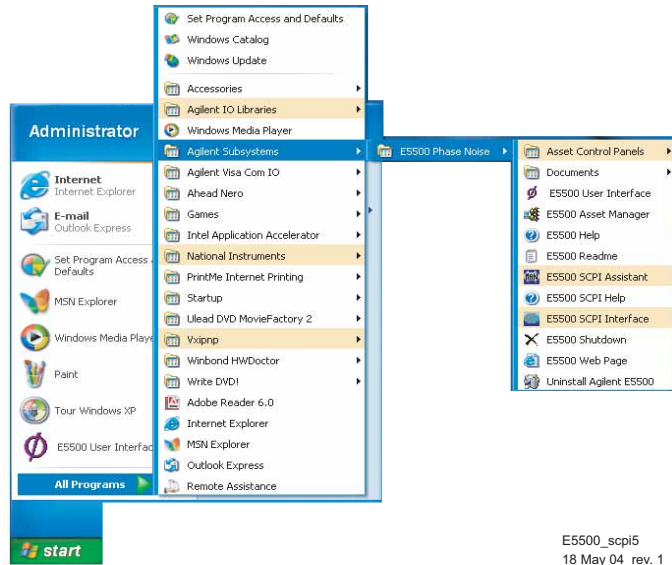 Set Program Access and Defaults
Windows Catalog
Windows Update
Accessories
Agilent IO Libraries
Windows Media Player
Agilent Subsystems
Agilent Visa Com IO
Ahead Nero
Games
Intel Application Accelerator
National Instruments
PrintMe Internet Printing
Startup
Ulead DVD MovieFactory 2
Vxipnp
Winbond HWDoctor
Write DVD!
Adobe Reader 6.0
Internet Explorer
MSN Explorer
Outlook Express
Remote Assistance
Administrator
Internet
Internet Explorer
E-mail
Outlook Express
Set Program Access
Defaults
MSN Explorer
Windows Media Playe
Paint
Tour Windows XP
E5500 User Interfac
All Programs
start
E5500 Phase Noise
Asset Control Panels
Documents
E5500 User Interface
E5500 Asset Manager
E5500 Help
E5500 Readme
E5500 SCPI Assistant
E5500 SCPI Help
E5500 SCPI Interface
E5500 Shutdown
E5500 Web Page
Uninstall Agilent E5500
E5500_scpi5
18 May 04 rev. 1